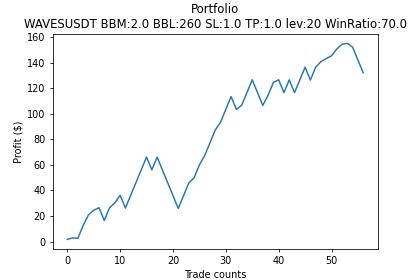 Portfolio
WAVESUSDT BBM:2.0 BBL:260 SL:1.0 TP:1.0 lev:20 WinRatio:70.0
160
140
120
100
80
60
40
20
0
Profit ($)
0 10 20 30 40 50
Trade counts